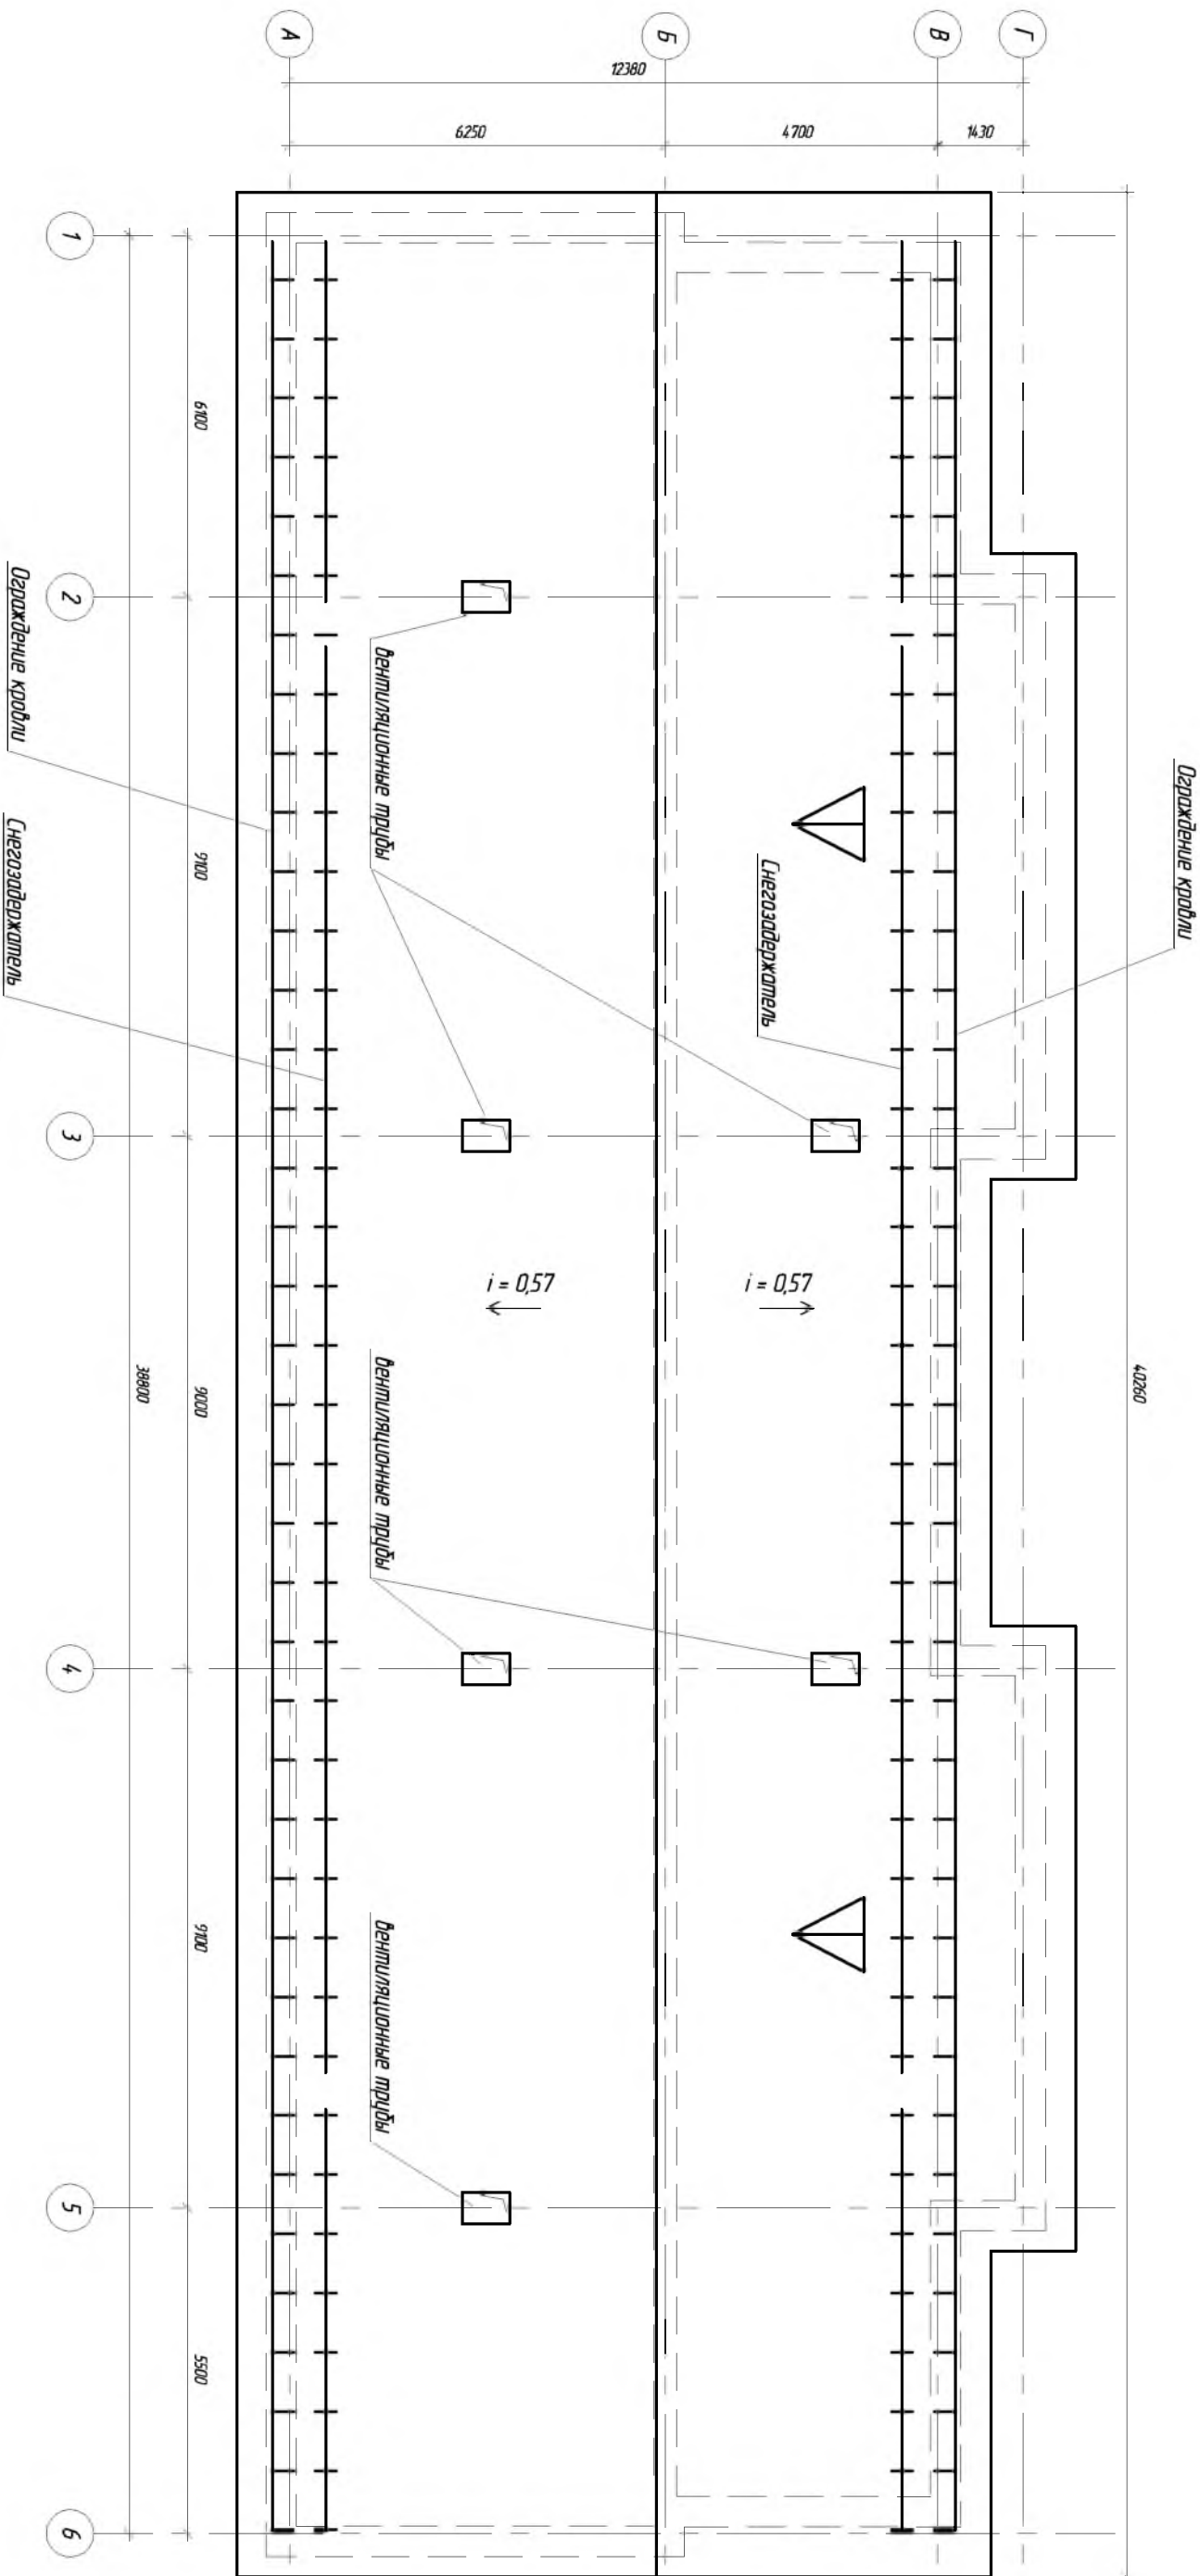 А
Б
В
Г
12380
6250
4700
1430
1
2
3
4
5
6
6100
9100
9000
9100
5500
38800
40260
Ограждение кровли
Снегозадержатель
Вентиляционные трубы
Снегозадержатель
Ограждение кровли
i = 0,57
i = 0,57
Вентиляционные трубы
Вентиляционные трубы